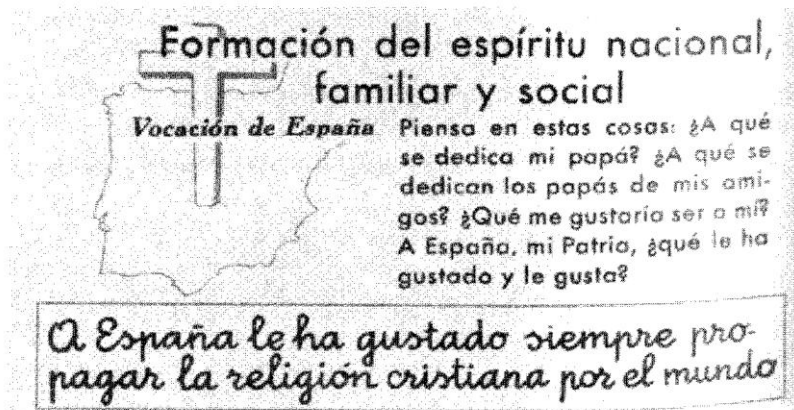 Formación del espíritu nacional,
familiar y social
Vocación de España
Piensa en estas cosas: ¿A qué
se dedica mi papá? ¿A qué se
dedican los papás de mis ami-
gos? ¿Qué me gustaría ser a mí?
A España, mi Patria, ¿qué le ha
gustado y le gusta?
A España le ha gustado siempre pro-
pagar la religión cristiana por el mundo